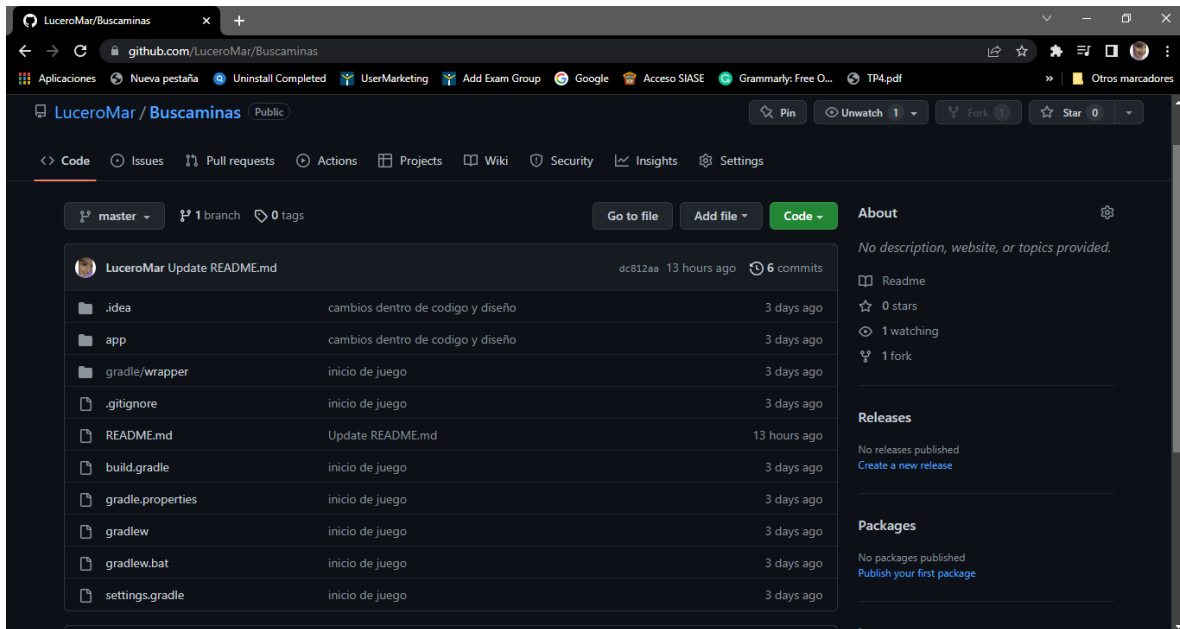 LuceroMar/Buscaminas
github.com/LuceroMar/Buscaminas
Aplicaciones Nueva pestaña Uninstall Completed UserMarketing Add Exam Group Google Acceso SIASE Grammarly: Free O... TP4.pdf » Otros marcadores
LuceroMar / Buscaminas Public Pin Unwatch 1 Fork 1 Star 0
Code Issues Pull requests Actions Projects Wiki Security Insights Settings
master 1 branch 0 tags Go to file Add file Code About
No description, website, or topics provided.
LuceroMar Update README.md dc812aa 13 hours ago 6 commits
Readme
.idea cambios dentro de codigo y diseño 3 days ago
0 stars
1 watching
app cambios dentro de codigo y diseño 3 days ago
1 fork
gradle/wrapper inicio de juego 3 days ago
.gitignore inicio de juego 3 days ago
Releases
README.md Update README.md 13 hours ago
No releases published
Create a new release
build.gradle inicio de juego 3 days ago
gradle.properties inicio de juego 3 days ago
Packages
gradlew inicio de juego 3 days ago
No packages published
gradlew.bat inicio de juego 3 days ago
Publish your first package
settings.gradle inicio de juego 3 days ago